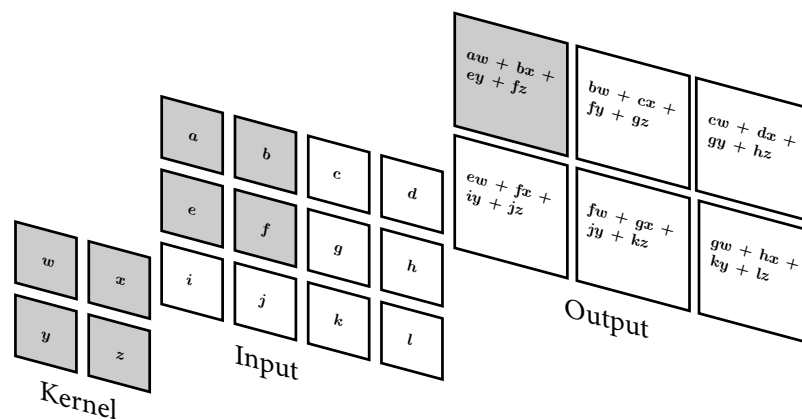 w x
y z
Kernel
a b c d
e f g h
i j k l
Input
aw + bx +
ey + fz
bw + cx +
fy + gz
cw + dx +
gy + hz
ew + fx +
iy + jz
fw + gx +
jy + kz
gw + hx +
ky + lz
Output